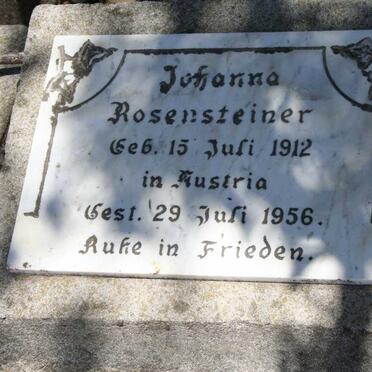 Johanna
Rosensteiner
Geb. 15 Juli 1912
in Austria
Gest. 29 Juli 1956.
Ruhe in Frieden.